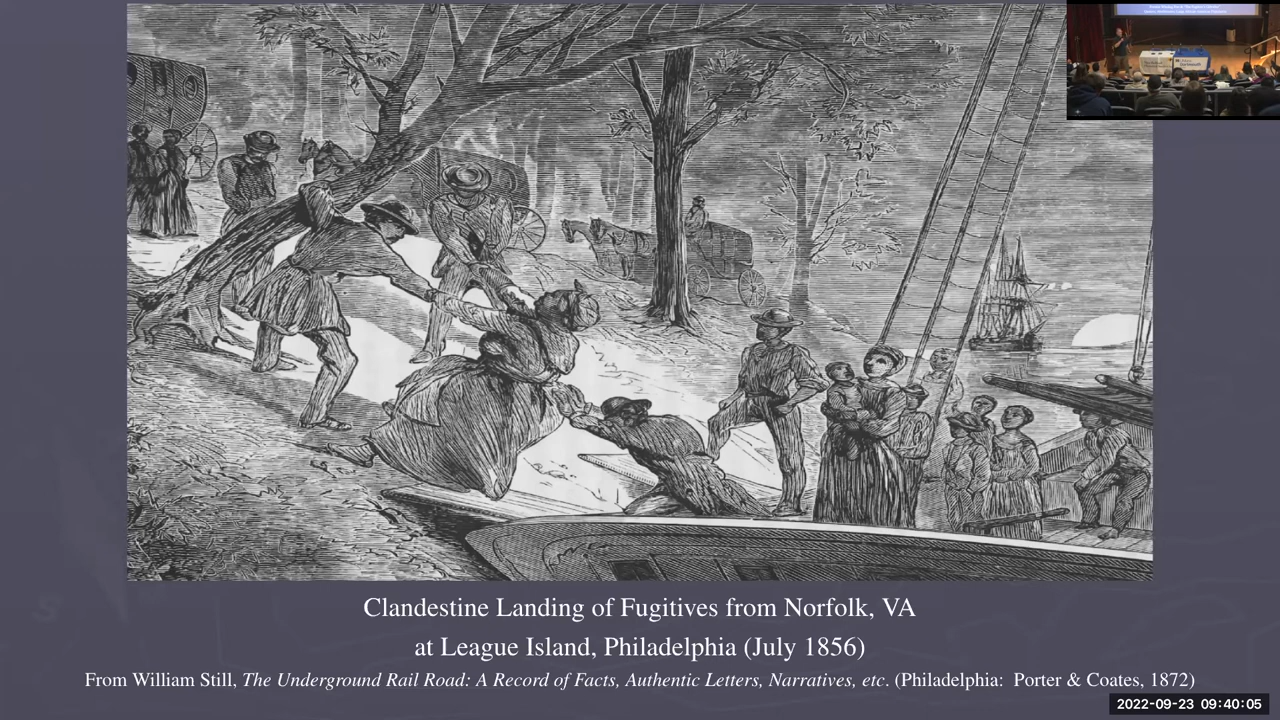 Clandestine Landing of Fugitives from Norfolk, VA
at League Island, Philadelphia (July 1856)
From William Still, The Underground Rail Road: A Record of Facts, Authentic Letters, Narratives, etc. (Philadelphia: Porter & Coates, 1872)
2022-09-23 09:40:05